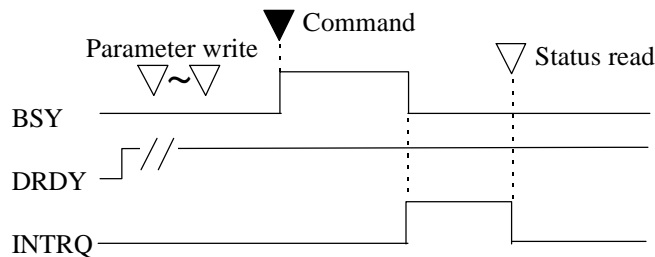 Command
Parameter write
~
Status read
BSY
DRDY
INTRQ